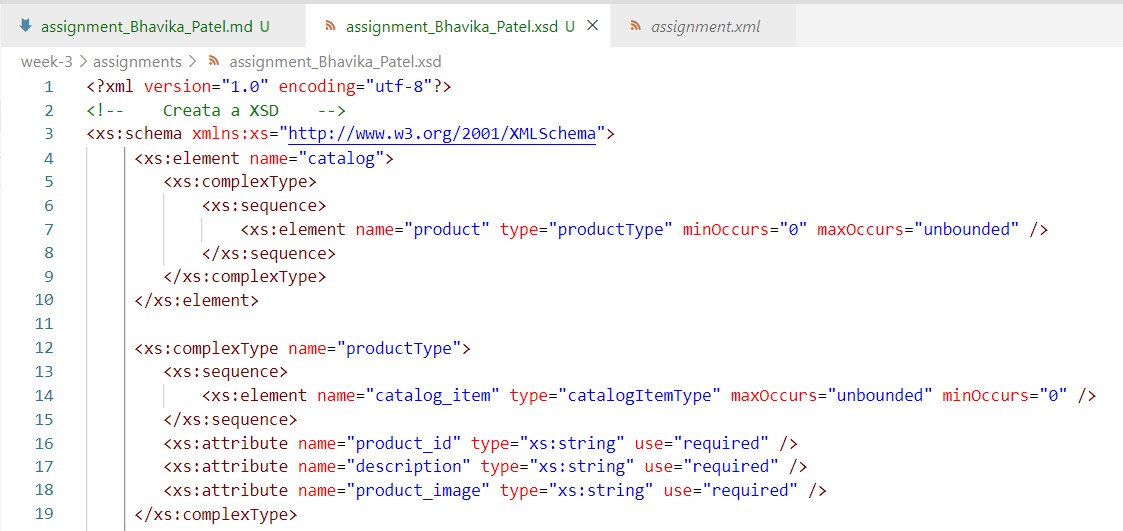 assignment_Bhavika_Patel.md U assignment_Bhavika_Patel.xsd U assignment.xml
week-3 > assignments > assignment_Bhavika_Patel.xsd
1 <?xml version="1.0" encoding="utf-8"?>
2 <!--    Creata a XSD    -->
3 <xs:schema xmlns:xs="http://www.w3.org/2001/XMLSchema">
4     <xs:element name="catalog">
5        <xs:complexType>
6            <xs:sequence>
7                <xs:element name="product" type="productType" minOccurs="0" maxOccurs="unbounded" />
8            </xs:sequence>
9        </xs:complexType>
10     </xs:element>
11
12     <xs:complexType name="productType">
13        <xs:sequence>
14            <xs:element name="catalog_item" type="catalogItemType" maxOccurs="unbounded" minOccurs="0" />
15        </xs:sequence>
16        <xs:attribute name="product_id" type="xs:string" use="required" />
17        <xs:attribute name="description" type="xs:string" use="required" />
18        <xs:attribute name="product_image" type="xs:string" use="required" />
19     </xs:complexType>